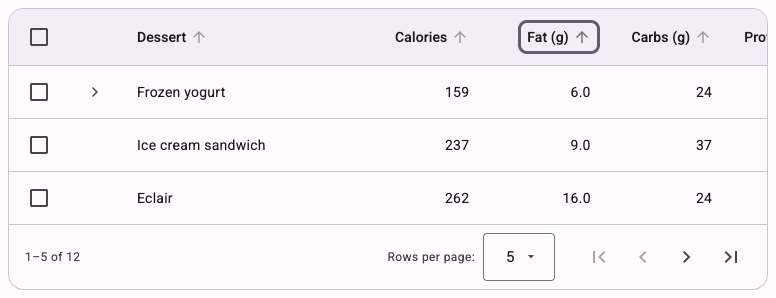 Dessert Calories Fat (g) Carbs (g) Pro
Frozen yogurt 159 6.0 24
Ice cream sandwich 237 9.0 37
Eclair 262 16.0 24
1–5 of 12 Rows per page: 5